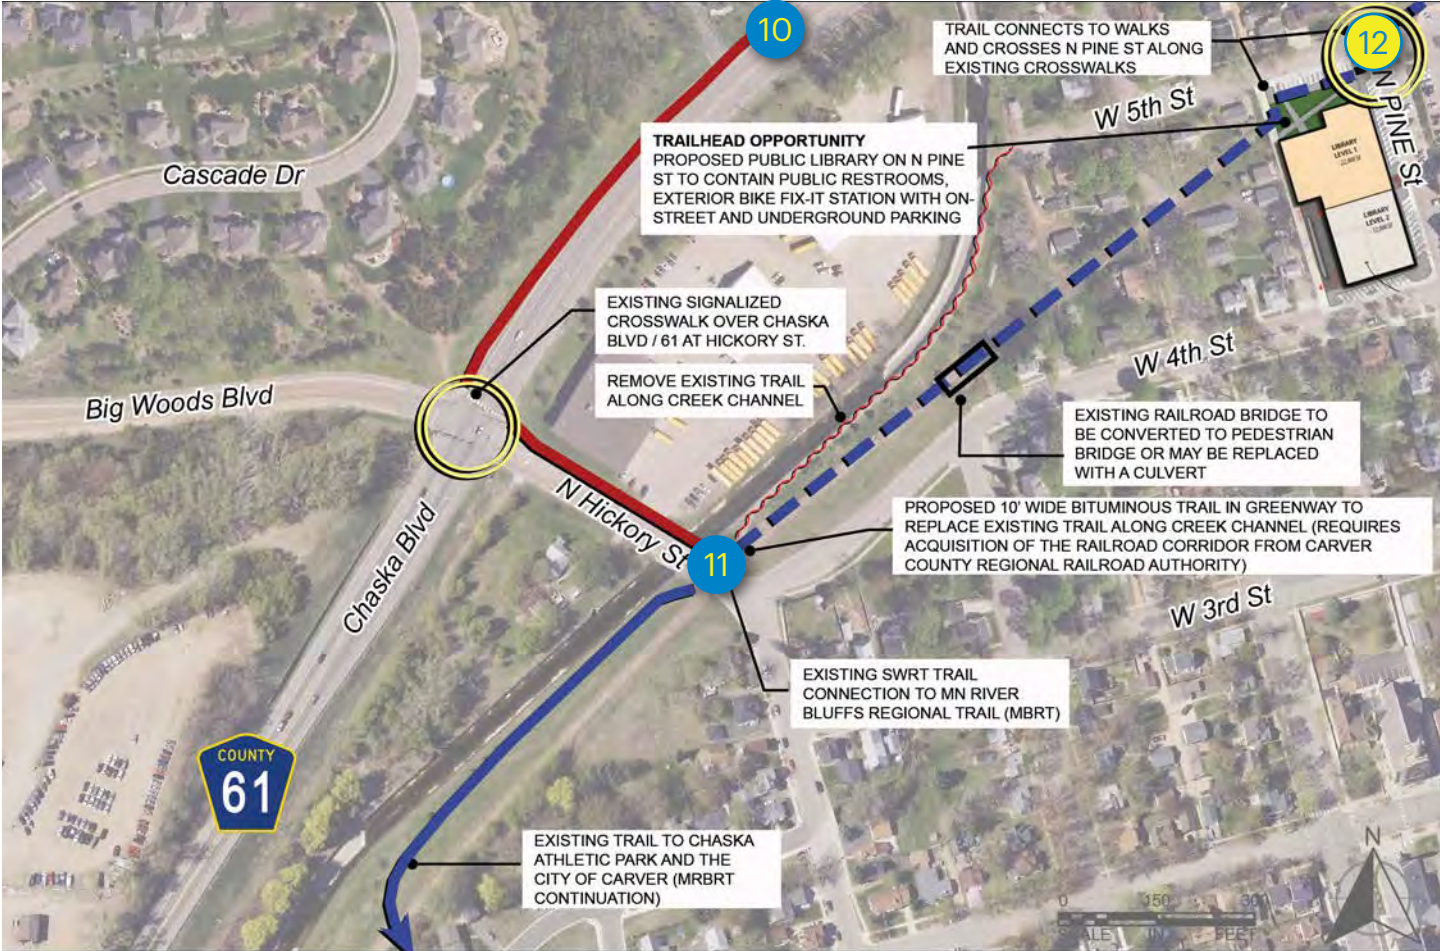 10
TRAIL CONNECTS TO WALKS
AND CROSSES N PINE ST ALONG
EXISTING CROSSWALKS
12
N PINE ST
W 5th St
TRAILHEAD OPPORTUNITY
PROPOSED PUBLIC LIBRARY ON N PINE
ST TO CONTAIN PUBLIC RESTROOMS,
EXTERIOR BIKE FIX-IT STATION WITH ON-
STREET AND UNDERGROUND PARKING
LIBRARY
LEVEL 1
LIBRARY
LEVEL 2
Cascade Dr
EXISTING SIGNALIZED
CROSSWALK OVER CHASKA
BLVD / 61 AT HICKORY ST.
W 4th St
REMOVE EXISTING TRAIL
ALONG CREEK CHANNEL
Big Woods Blvd
EXISTING RAILROAD BRIDGE TO
BE CONVERTED TO PEDESTRIAN
BRIDGE OR MAY BE REPLACED
WITH A CULVERT
N Hickory St
Chaska Blvd
PROPOSED 10' WIDE BITUMINOUS TRAIL IN GREENWAY TO
REPLACE EXISTING TRAIL ALONG CREEK CHANNEL (REQUIRES
ACQUISITION OF THE RAILROAD CORRIDOR FROM CARVER
COUNTY REGIONAL RAILROAD AUTHORITY)
11
W 3rd St
EXISTING SWRT TRAIL
CONNECTION TO MN RIVER
BLUFFS REGIONAL TRAIL (MBRT)
COUNTY
61
EXISTING TRAIL TO CHASKA
ATHLETIC PARK AND THE
CITY OF CARVER (MRBRT
CONTINUATION)
N
0 150 300
SCALE IN FEET